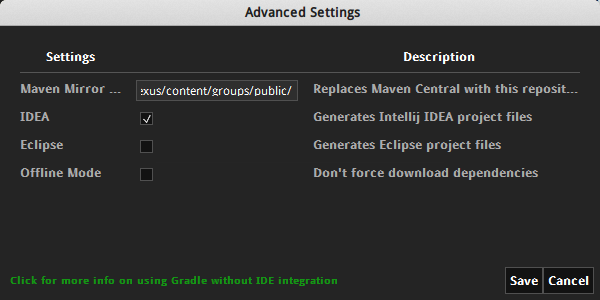 Advanced Settings
Settings Description
Maven Mirror ... :xus/content/groups/public/ Replaces Maven Central with this reposit...
IDEA Generates Intellij IDEA project files
Eclipse Generates Eclipse project files
Offline Mode Don't force download dependencies
Click for more info on using Gradle without IDE integration Save Cancel